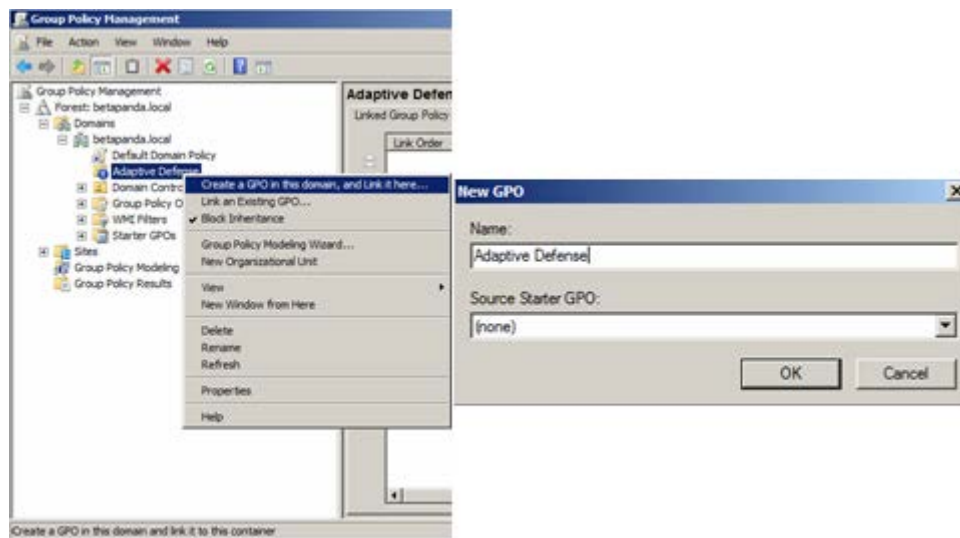 Group Policy Management
File Action View Window Help
Group Policy Management
Forest: betapanda.local
Domains
betapanda.local
Default Domain Policy
Adaptive Defense
Domain Contro
Group Policy O
WMI Filters
Starter GPOs
Sites
Group Policy Modeling
Group Policy Results
Adaptive Defen
Linked Group Policy
Link Order
Create a GPO in this domain, and Link it here...
Link an Existing GPO...
Block Inheritance
Group Policy Modeling Wizard...
New Organizational Unit
View
New Window from Here
Delete
Rename
Refresh
Properties
Help
Create a GPO in this domain and link it to this container
New GPO
Name:
Adaptive Defense
Source Starter GPO:
(none)
OK Cancel